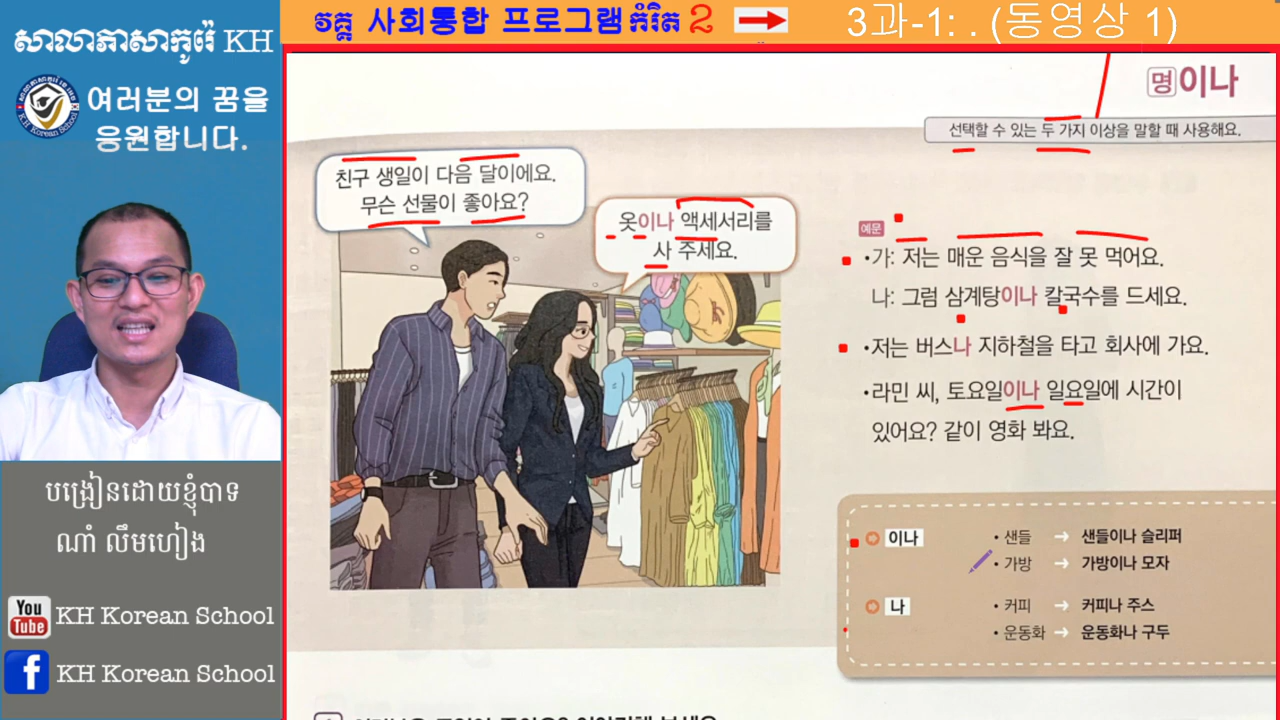 វគ្គ 사회통합 프로그램 កំរិត 2
3과-1: . (동영상 1)
សាលាភាសាកូរ៉េ KH
여러분의 꿈을
응원합니다.
បង្រៀនដោយខ្ញុំបាទ
ណាំ លឹមហៀង
You
Tube
KH Korean School
f
KH Korean School
명이나
선택할 수 있는 두 가지 이상을 말할 때 사용해요.
친구 생일이 다음 달이에요.
무슨 선물이 좋아요?
옷이나 액세서리를
사 주세요.
예문
•가: 저는 매운 음식을 잘 못 먹어요.
나: 그럼 삼계탕이나 칼국수를 드세요.
•저는 버스나 지하철을 타고 회사에 가요.
•라민 씨, 토요일이나 일요일에 시간이
있어요? 같이 영화 봐요.
이나
• 샌들 → 샌들이나 슬리퍼
• 가방 → 가방이나 모자
나
• 커피 → 커피나 주스
• 운동화 → 운동화나 구두